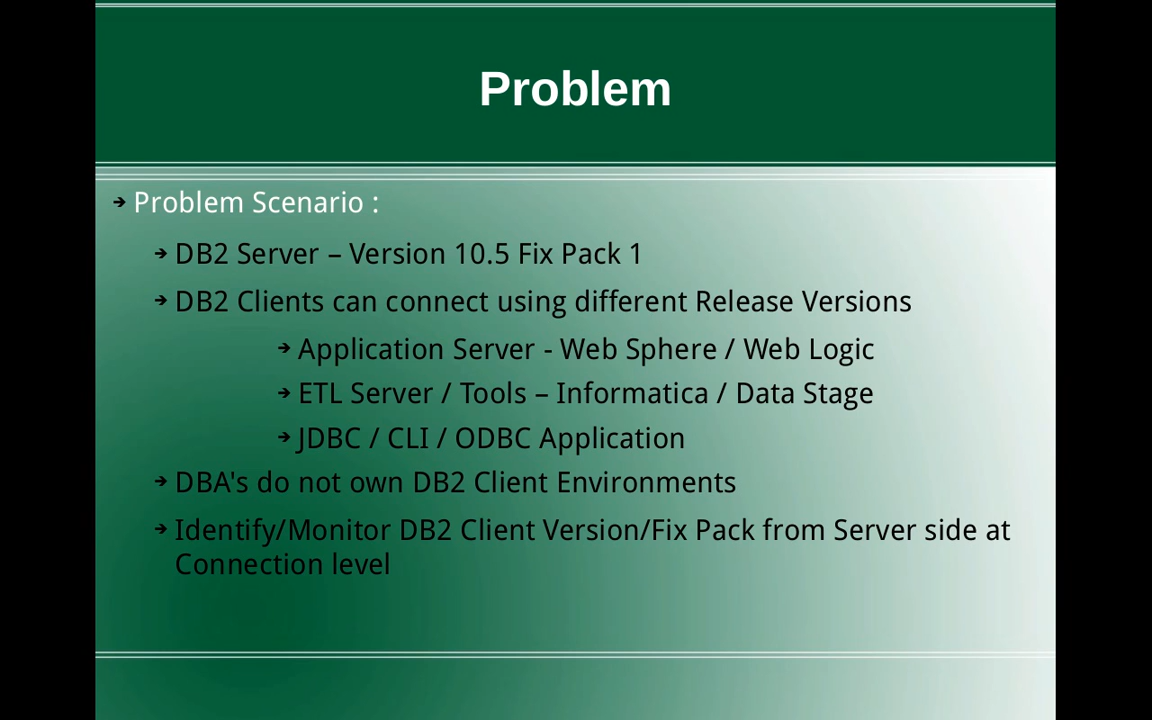 Problem
➔ Problem Scenario :
➔ DB2 Server – Version 10.5 Fix Pack 1
➔ DB2 Clients can connect using different Release Versions
➔ Application Server - Web Sphere / Web Logic
➔ ETL Server / Tools – Informatica / Data Stage
➔ JDBC / CLI / ODBC Application
➔ DBA's do not own DB2 Client Environments
➔ Identify/Monitor DB2 Client Version/Fix Pack from Server side at
Connection level